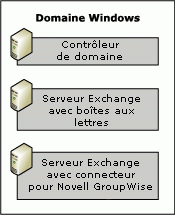 Domaine Windows
Contrôleur
de domaine
Serveur Exchange
avec boîtes aux
lettres
Serveur Exchange
avec connecteur
pour Novell GroupWise